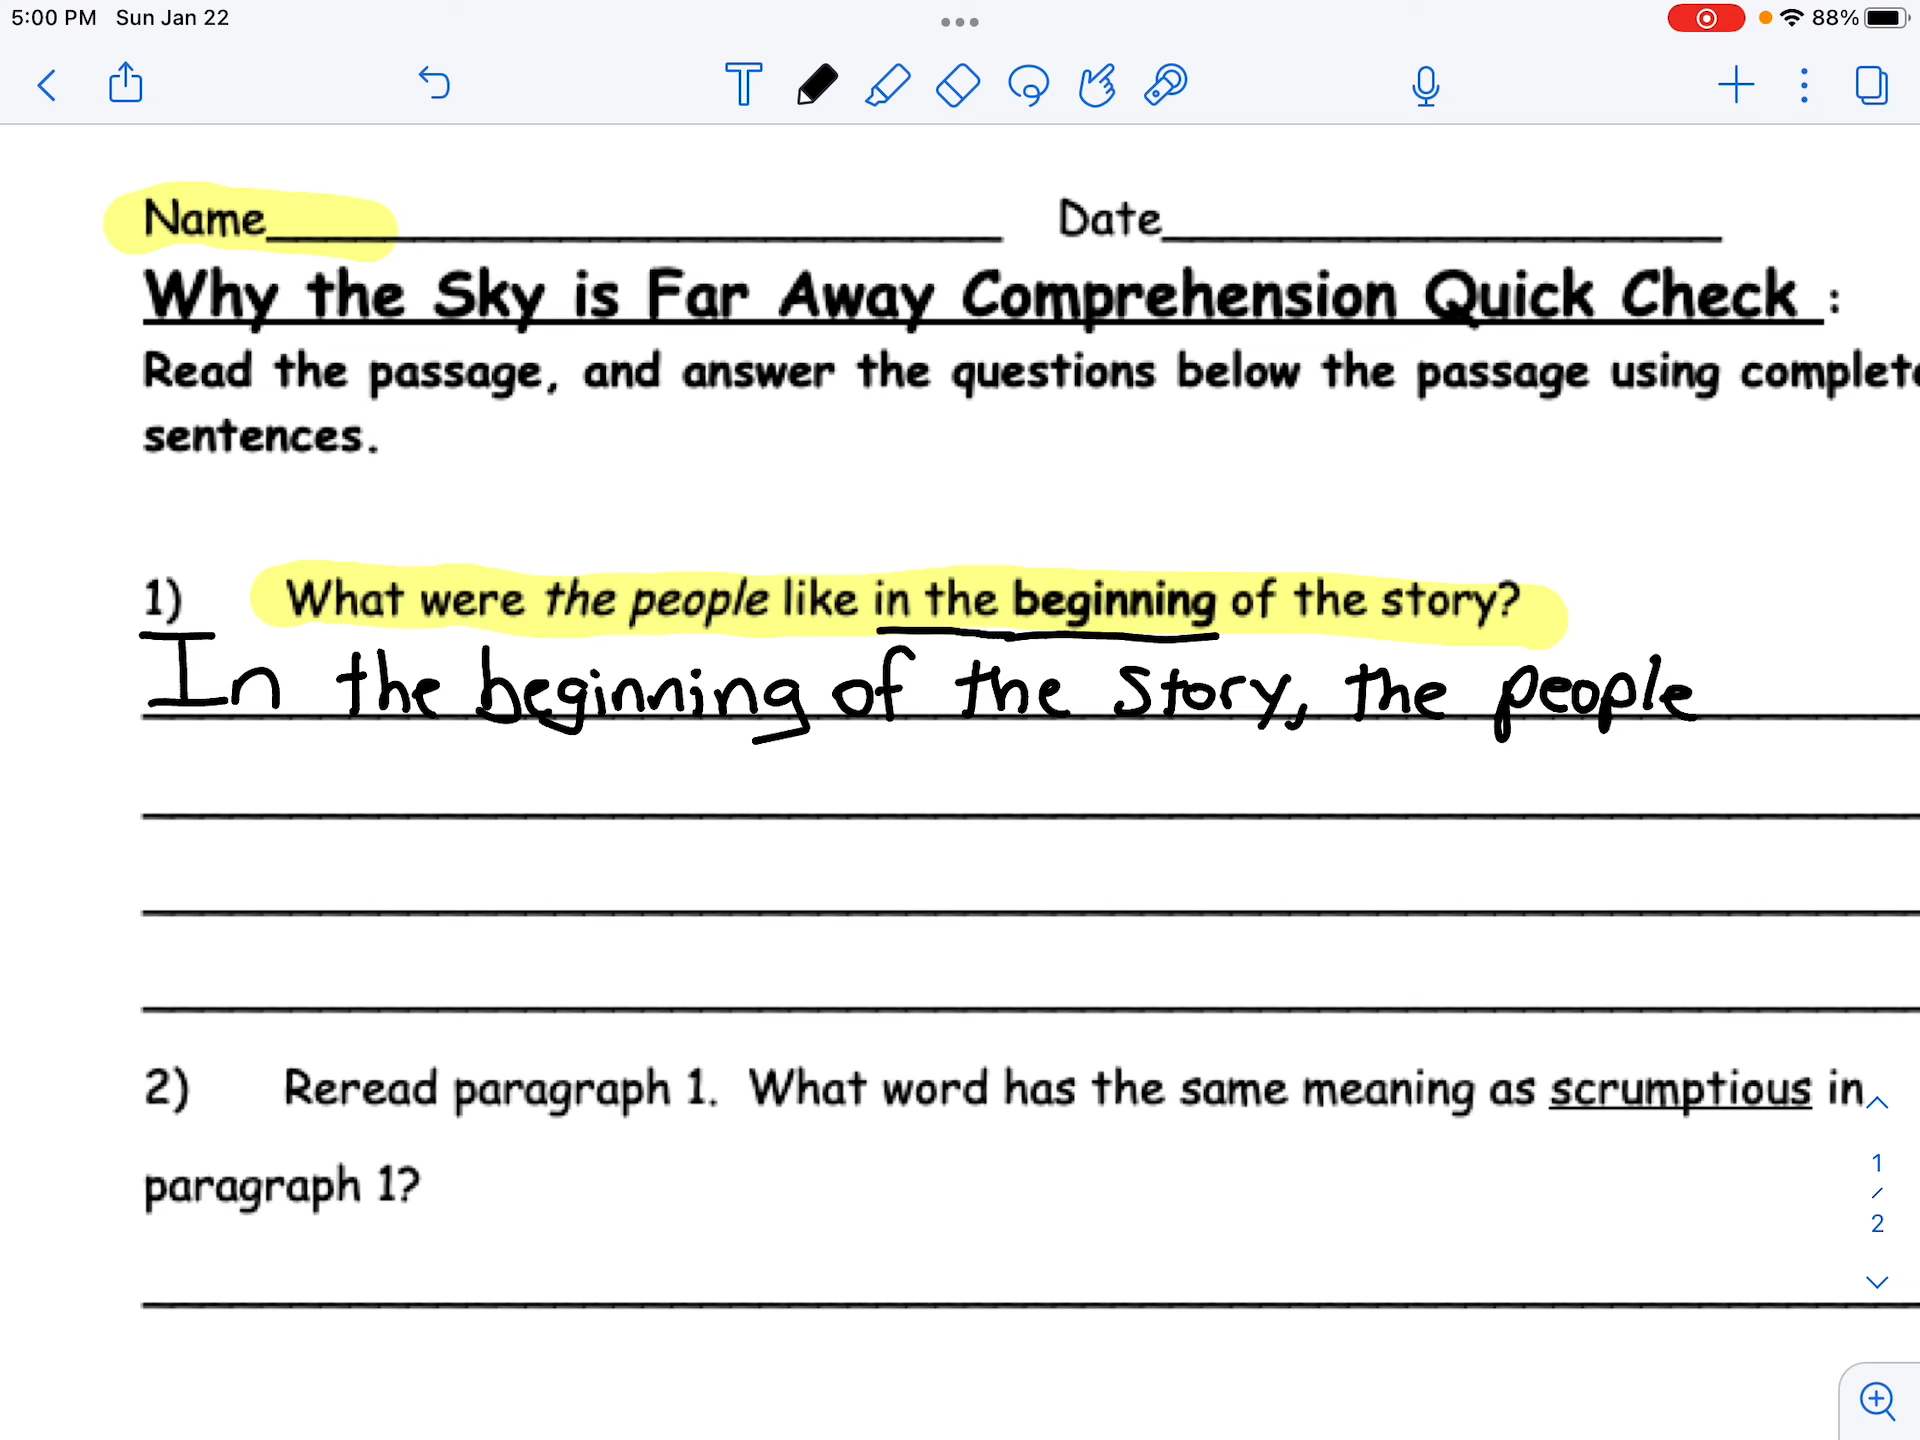 5:00 PM Sun Jan 22
88%
Name Date
Why the Sky is Far Away Comprehension Quick Check :
Read the passage, and answer the questions below the passage using complete
sentences.
1) What were the people like in the beginning of the story?
In the beginning of the story, the people
2) Reread paragraph 1. What word has the same meaning as scrumptious in
paragraph 1?
1
/
2